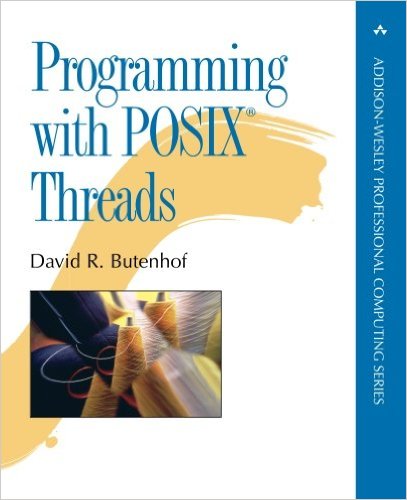 Programming
with POSIX®
Threads
David R. Butenhof
ADDISON-WESLEY PROFESSIONAL COMPUTING SERIES